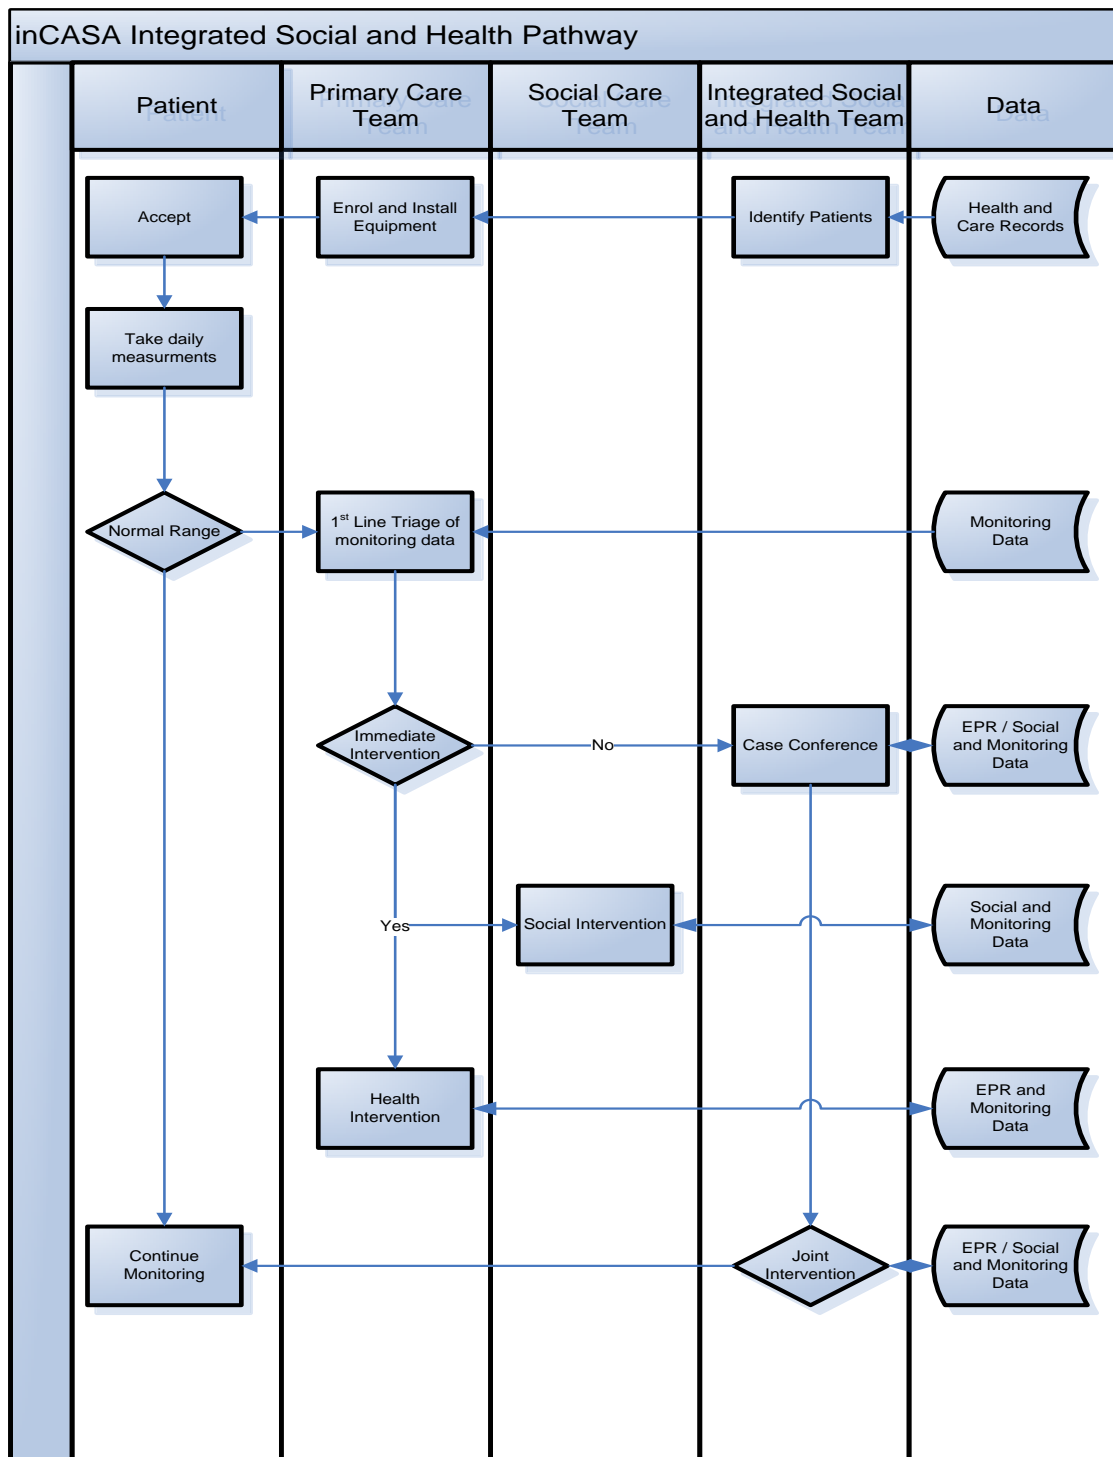 inCASA Integrated Social and Health Pathway
Patient
Primary Care
Team
Social Care
Team
Integrated Social
and Health Team
Data
Accept
Enrol and Install
Equipment
Identify Patients
Health and
Care Records
Take daily
measurments
Normal Range
1st Line Triage of
monitoring data
Monitoring
Data
Immediate
Intervention
No
Case Conference
EPR / Social
and Monitoring
Data
Yes
Social Intervention
Social and
Monitoring
Data
Health
Intervention
EPR and
Monitoring
Data
Continue
Monitoring
Joint
Intervention
EPR / Social
and Monitoring
Data